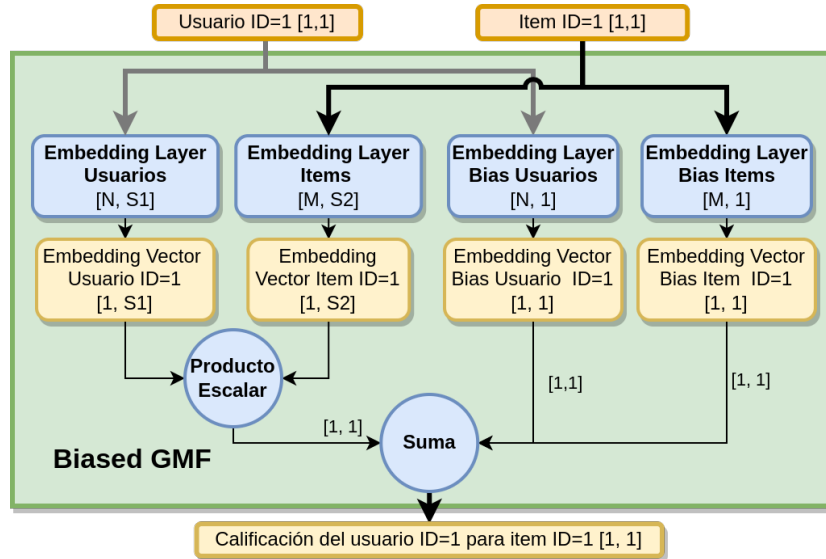 Usuario ID=1 [1,1]
Item ID=1 [1,1]
Embedding Layer
Usuarios
[N, S1]
Embedding Layer
Items
[M, S2]
Embedding Layer
Bias Usuarios
[N, 1]
Embedding Layer
Bias Items
[M, 1]
Embedding Vector
Usuario ID=1
[1, S1]
Embedding
Vector Item ID=1
[1, S2]
Embedding Vector
Bias Usuario ID=1
[1, 1]
Embedding Vector
Bias Item ID=1
[1, 1]
Producto
Escalar
[1,1]
[1, 1]
[1, 1]
Suma
Biased GMF
Calificación del usuario ID=1 para item ID=1 [1, 1]